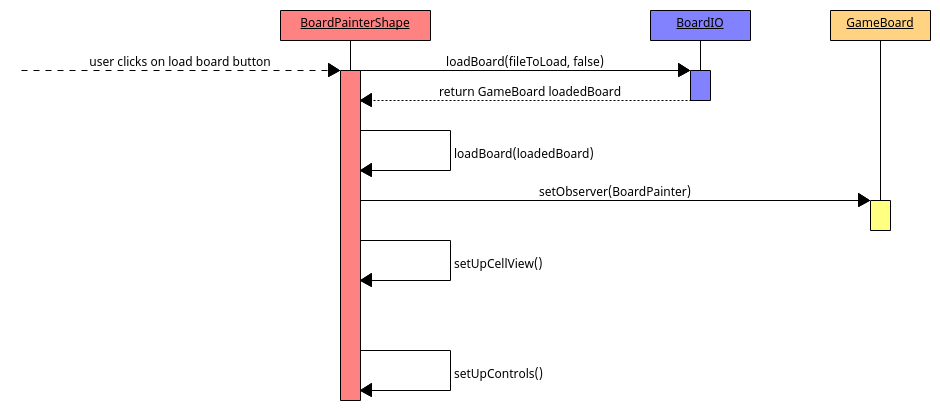 BoardPainterShape
BoardIO
GameBoard
user clicks on load board button
loadBoard(fileToLoad, false)
return GameBoard loadedBoard
loadBoard(loadedBoard)
setObserver(BoardPainter)
setUpCellView()
setUpControls()